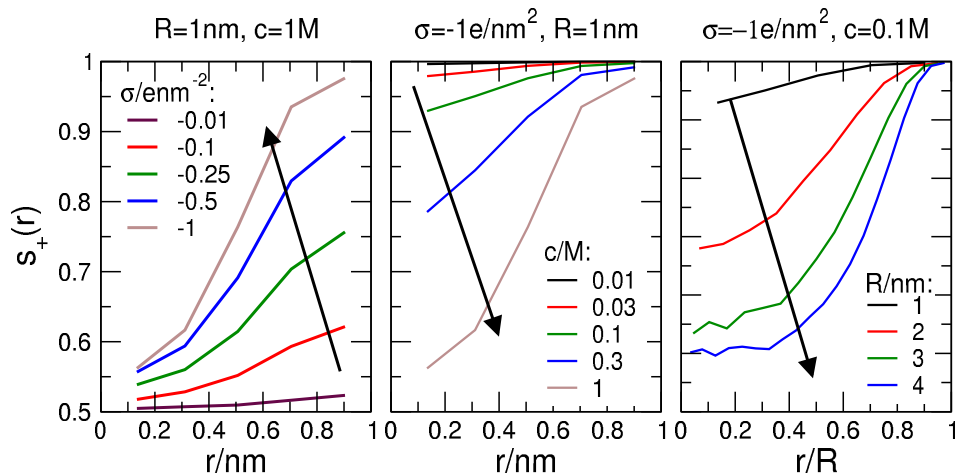 R=1nm, c=1M
σ=-1e/nm², R=1nm
σ=−1e/nm², c=0.1M
s₊(r)
1
0.9
0.8
0.7
0.6
0.5
σ/enm⁻²:
-0.01
-0.1
-0.25
-0.5
-1
c/M:
0.01
0.03
0.1
0.3
1
R/nm:
1
2
3
4
0 0.2 0.4 0.6 0.8 1
0 0.2 0.4 0.6 0.8 1
0 0.2 0.4 0.6 0.8 1
r/nm
r/nm
r/R